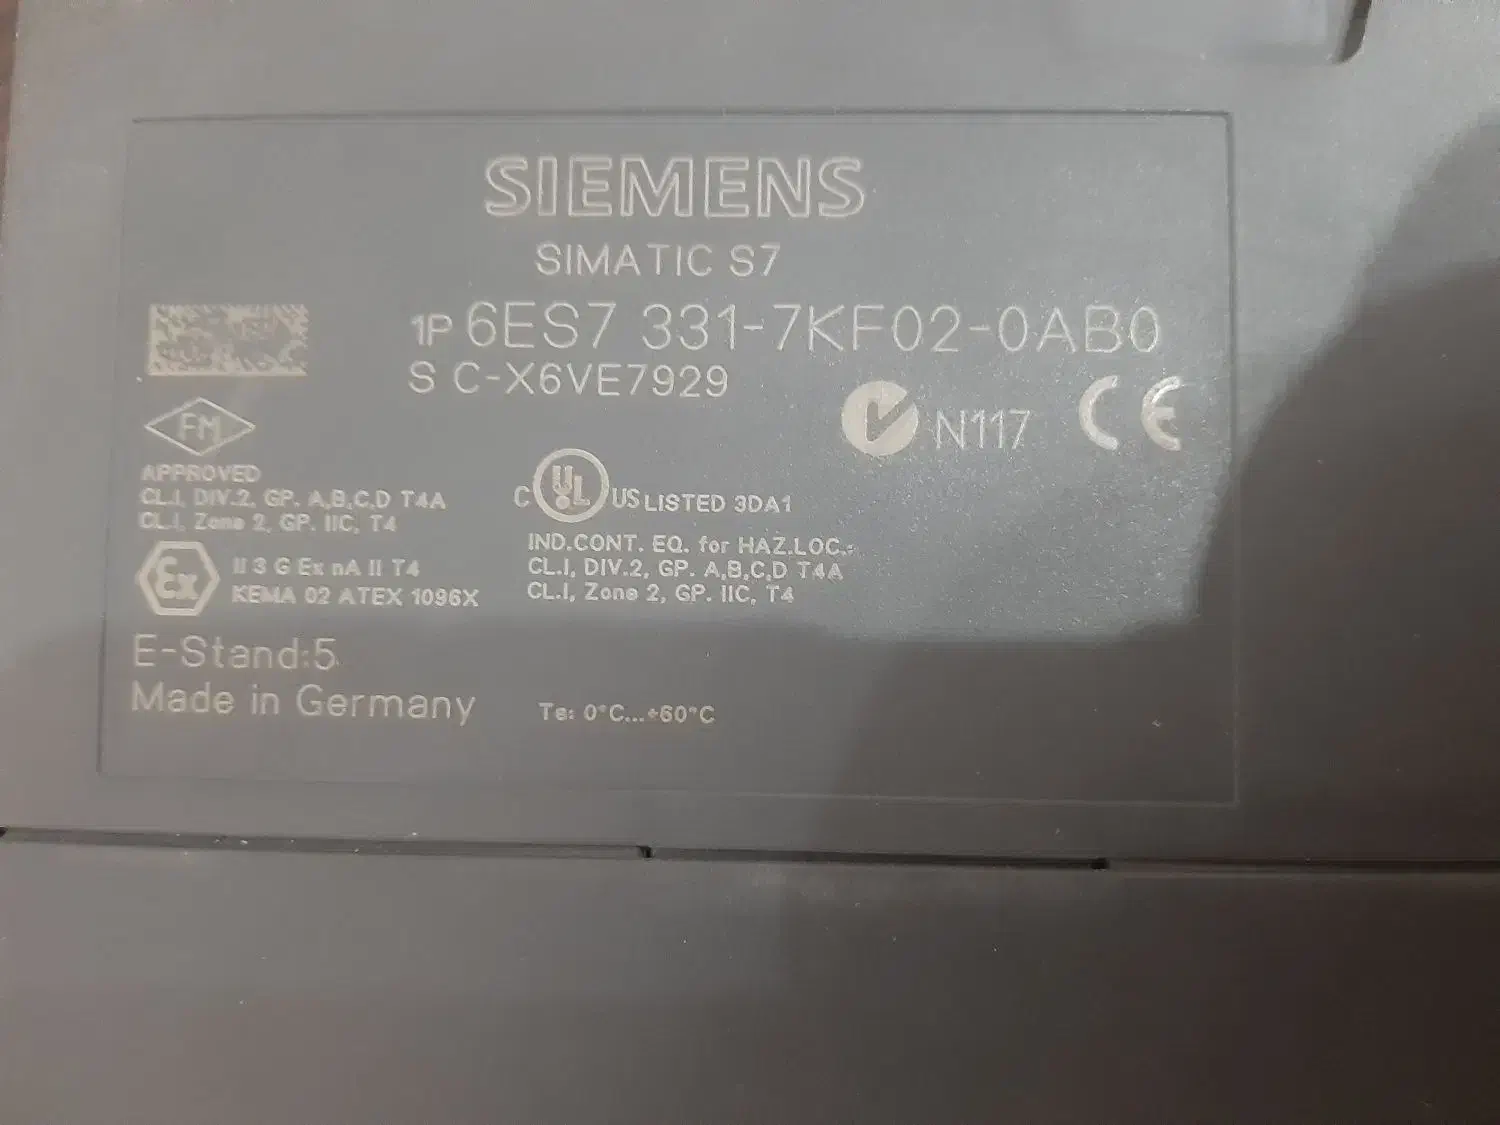 SIEMENS
SIMATIC S7
1P 6ES7 331-7KF02-0AB0
S C-X6VE7929
N117 CE
FM
APPROVED
CL.I, DIV.2, GP. A,B,C,D T4A
CL.I, Zone 2, GP. IIC, T4
C UL US LISTED 3DA1
IND.CONT. EQ. for HAZ.LOC.:
CL.I, DIV.2, GP. A,B,C,D T4A
CL.I, Zone 2, GP. IIC, T4
Ex II 3 G Ex nA II T4
KEMA 02 ATEX 1096X
E-Stand:5
Made in Germany
Te: 0°C...+60°C